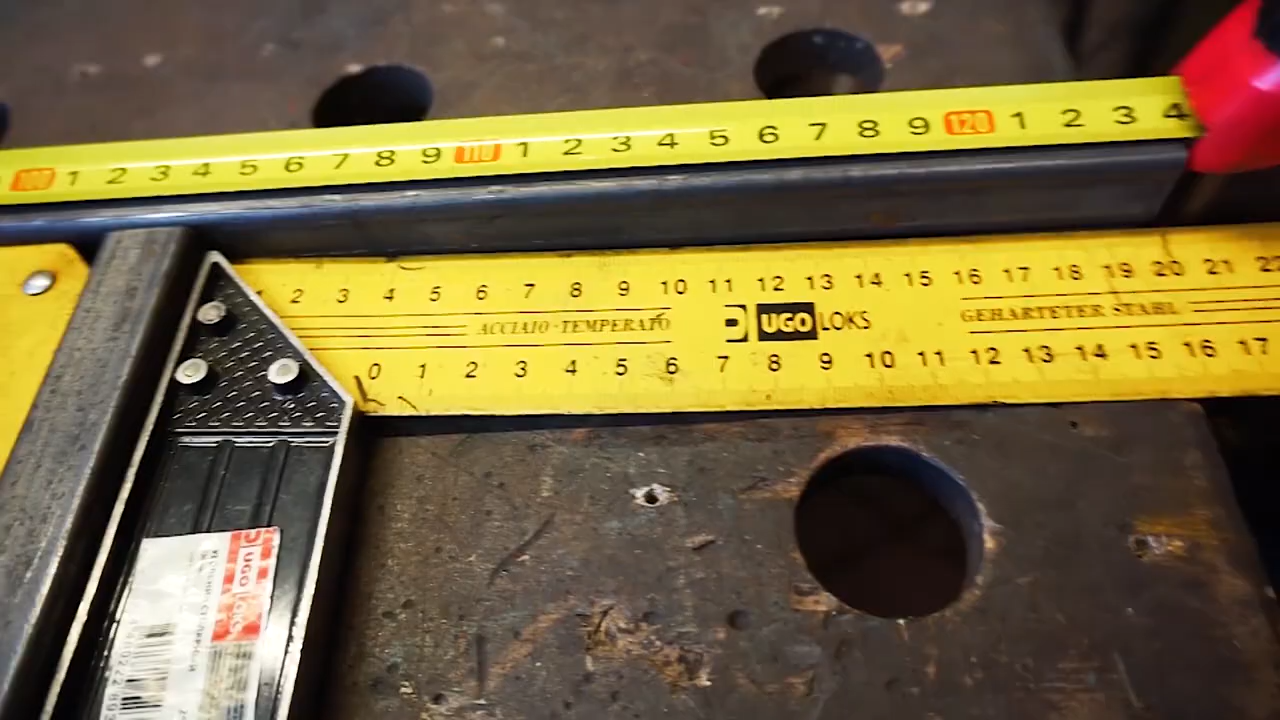 100 1 2 3 4 5 6 7 8 9 110 1 2 3 4 5 6 7 8 9 120 1 2 3 4
1 2 3 4 5 6 7 8 9 10 11 12 13 14 15 16 17 18 19 20 21 22
ACCIAIO·TEMPERATO UGO LOKS GEHARTETER STAHL
0 1 2 3 4 5 6 7 8 9 10 11 12 13 14 15 16 17
UGO LOKS